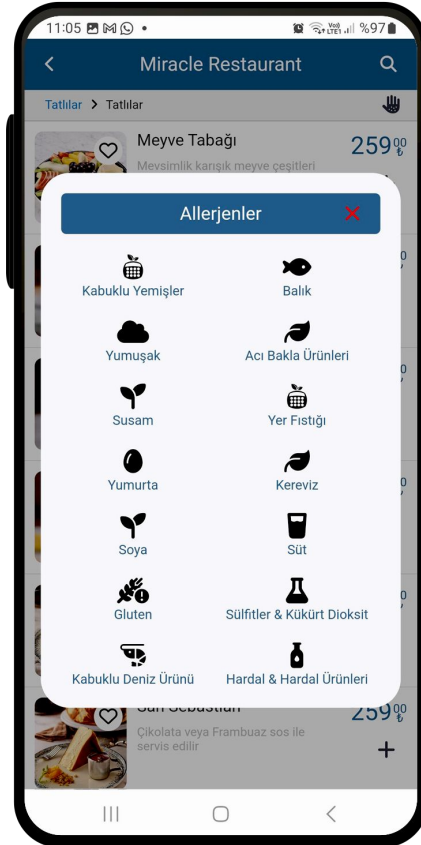 11:05
%97
Miracle Restaurant
Tatlılar > Tatlılar
Meyve Tabağı
259,00 ₺
Mevsimlik karışık meyve çeşitleri
Allerjenler
Kabuklu Yemişler
Balık
Yumuşak
Acı Bakla Ürünleri
Susam
Yer Fıstığı
Yumurta
Kereviz
Soya
Süt
Gluten
Sülfitler & Kükürt Dioksit
Kabuklu Deniz Ürünü
Hardal & Hardal Ürünleri
San Sebastian
259,00 ₺
Çikolata veya Frambuaz sos ile
servis edilir
+